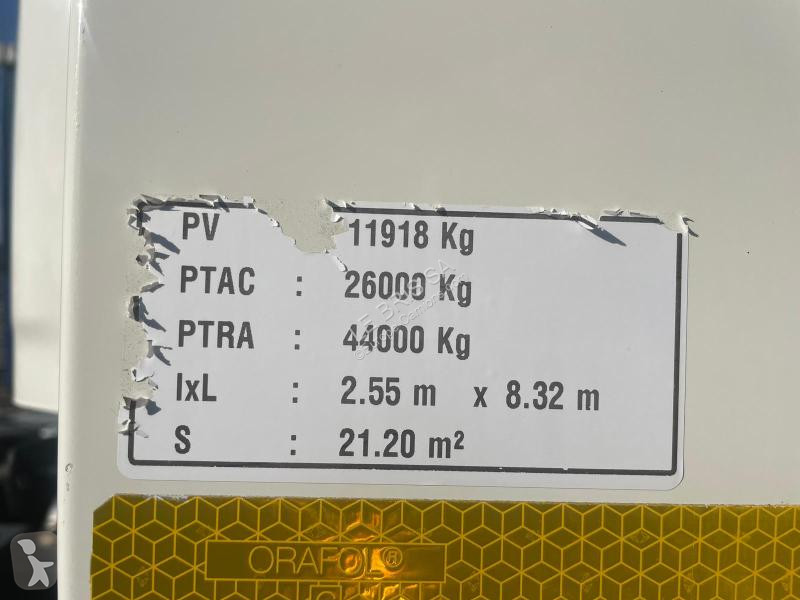 PV 11918 Kg
PTAC : 26000 Kg
PTRA : 44000 Kg
IxL : 2.55 m x 8.32 m
S : 21.20 m²
ORAFOL®